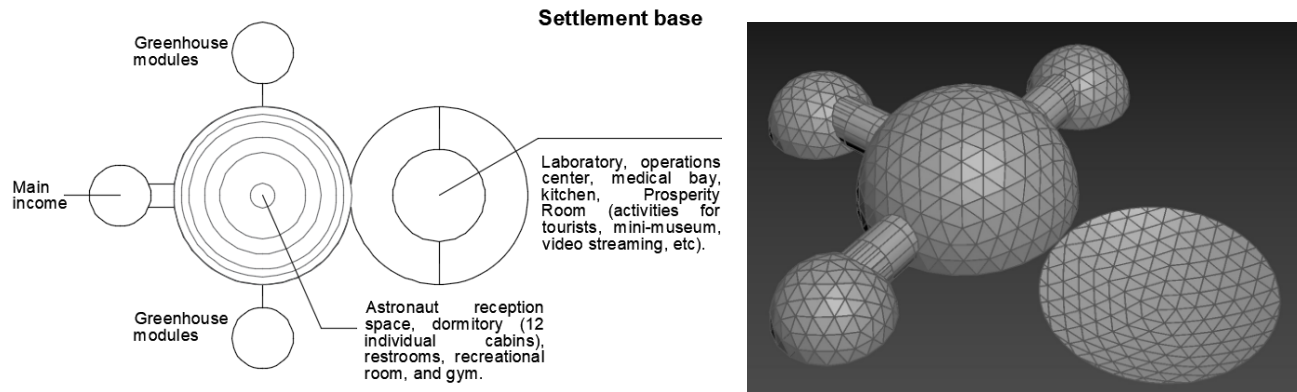 Settlement base
Greenhouse
modules
Main
income
Laboratory, operations
center, medical bay,
kitchen, Prosperity
Room (activities for
tourists, mini-museum,
video streaming, etc).
Greenhouse
modules
Astronaut reception
space, dormitory (12
individual cabins),
restrooms, recreational
room, and gym.